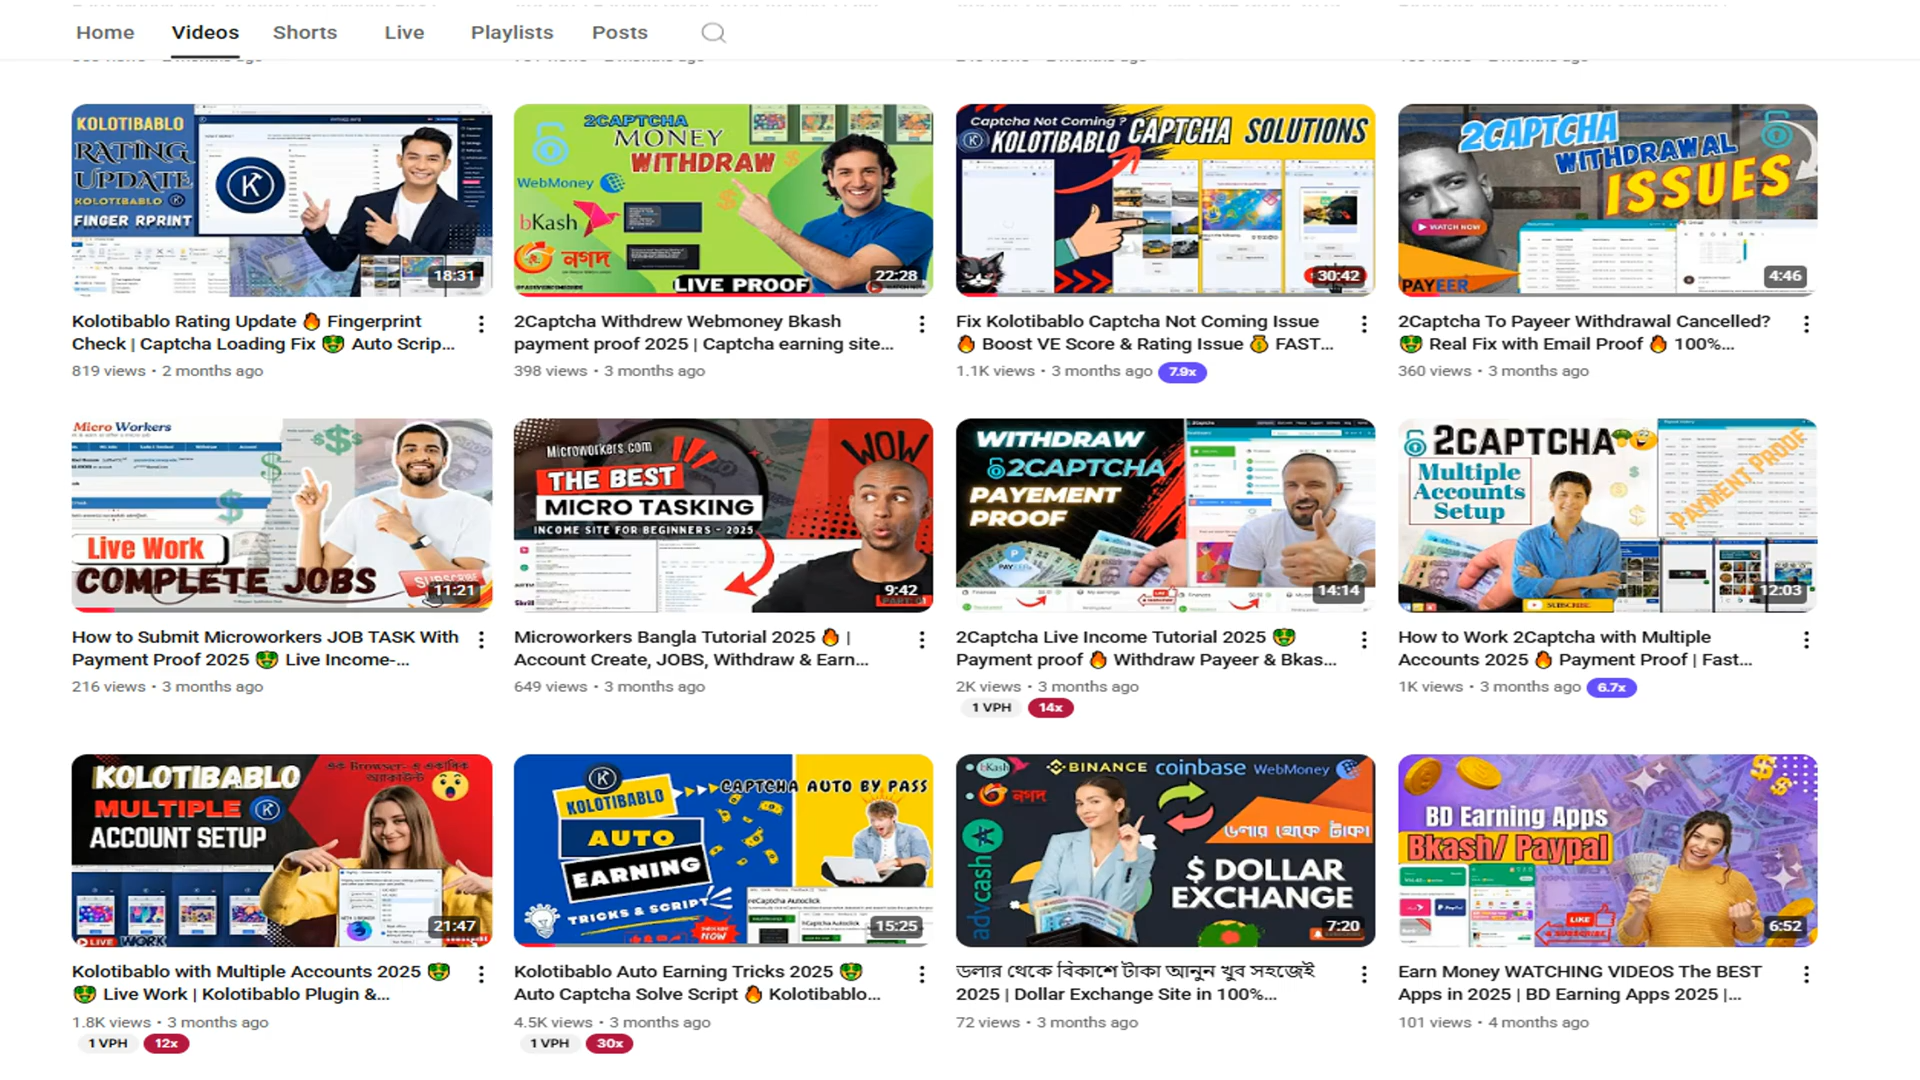 Home Videos Shorts Live Playlists Posts
KOLOTIBABLO
RATING
UPDATE
KOLOTIBABLO
FINGER RPRINT
18:31
2CAPTCHA
MONEY
WITHDRAW
WebMoney
bKash
নগদ
LIVE PROOF
22:28
Captcha Not Coming ?
KOLOTIBABLO CAPTCHA SOLUTIONS
30:42
2CAPTCHA
WITHDRAWAL
ISSUES
WATCH NOW
PAYEER
4:46
Kolotibablo Rating Update 🔥 Fingerprint
Check | Captcha Loading Fix 🤑 Auto Scrip...
819 views • 2 months ago
2Captcha Withdrew Webmoney Bkash
payment proof 2025 | Captcha earning site...
398 views • 3 months ago
Fix Kolotibablo Captcha Not Coming Issue
🔥 Boost VE Score & Rating Issue 💰 FAST...
1.1K views • 3 months ago 7.9x
2Captcha To Payeer Withdrawal Cancelled?
🤑 Real Fix with Email Proof 🔥 100%...
360 views • 3 months ago
Micro Workers
Live Work
COMPLETE JOBS
SUBSCRIBE
11:21
Microworkers.com
WOW
THE BEST
MICRO TASKING
INCOME SITE FOR BEGINNERS - 2025
9:42
WITHDRAW
2CAPTCHA
PAYEMENT
PROOF
14:14
2CAPTCHA
Multiple
Accounts
Setup
PAYMENT PROOF
SUBSCRIBE
12:03
How to Submit Microworkers JOB TASK With
Payment Proof 2025 🤑 Live Income-...
216 views • 3 months ago
Microworkers Bangla Tutorial 2025 🔥 |
Account Create, JOBS, Withdraw & Earn...
649 views • 3 months ago
2Captcha Live Income Tutorial 2025 🤑
Payment proof 🔥 Withdraw Payeer & Bkas...
2K views • 3 months ago
1 VPH 14x
How to Work 2Captcha with Multiple
Accounts 2025 🔥 Payment Proof | Fast...
1K views • 3 months ago 6.7x
KOLOTIBABLO
MULTIPLE
ACCOUNT SETUP
এক Browser-এ একাধিক
অ্যাকাউন্ট
LIVE WORK
21:47
KOLOTIBABLO
CAPTCHA AUTO BY PASS
AUTO
EARNING
TRICKS & SCRIPT
reCaptcha Autoclick
15:25
bKash BINANCE coinbase WebMoney
নগদ
advcash
ডলার থেকে টাকা
$ DOLLAR
EXCHANGE
7:20
BD Earning Apps
Bkash/ Paypal
LIKE
6:52
Kolotibablo with Multiple Accounts 2025 🤑
🤑 Live Work | Kolotibablo Plugin &...
1.8K views • 3 months ago
1 VPH 12x
Kolotibablo Auto Earning Tricks 2025 🤑
Auto Captcha Solve Script 🔥 Kolotibablo...
4.5K views • 3 months ago
1 VPH 30x
ডলার থেকে বিকাশে টাকা আনুন খুব সহজেই
2025 | Dollar Exchange Site in 100%...
72 views • 3 months ago
Earn Money WATCHING VIDEOS The BEST
Apps in 2025 | BD Earning Apps 2025 |...
101 views • 4 months ago